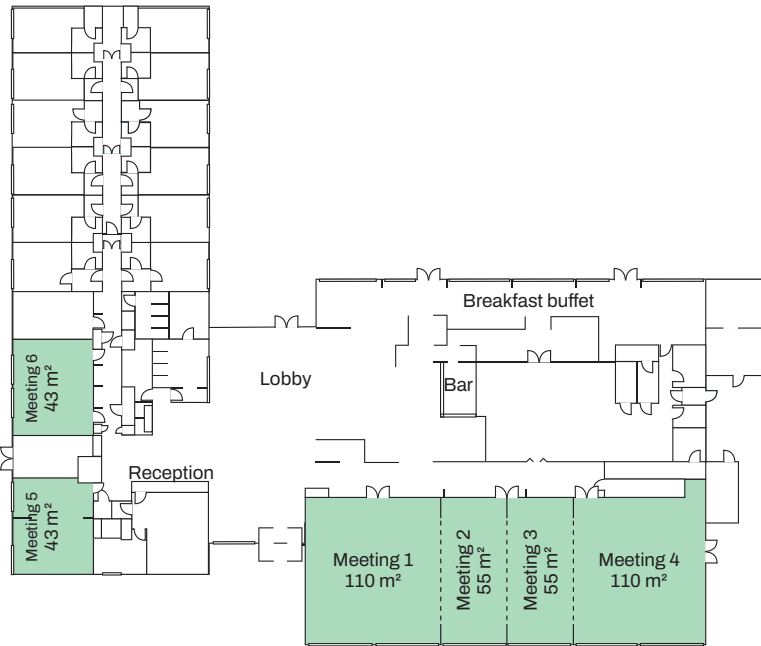 Breakfast buffet
Lobby
Bar
Meeting 6
43 m²
Reception
Meeting 5
43 m²
Meeting 1
110 m²
Meeting 2
55 m²
Meeting 3
55 m²
Meeting 4
110 m²